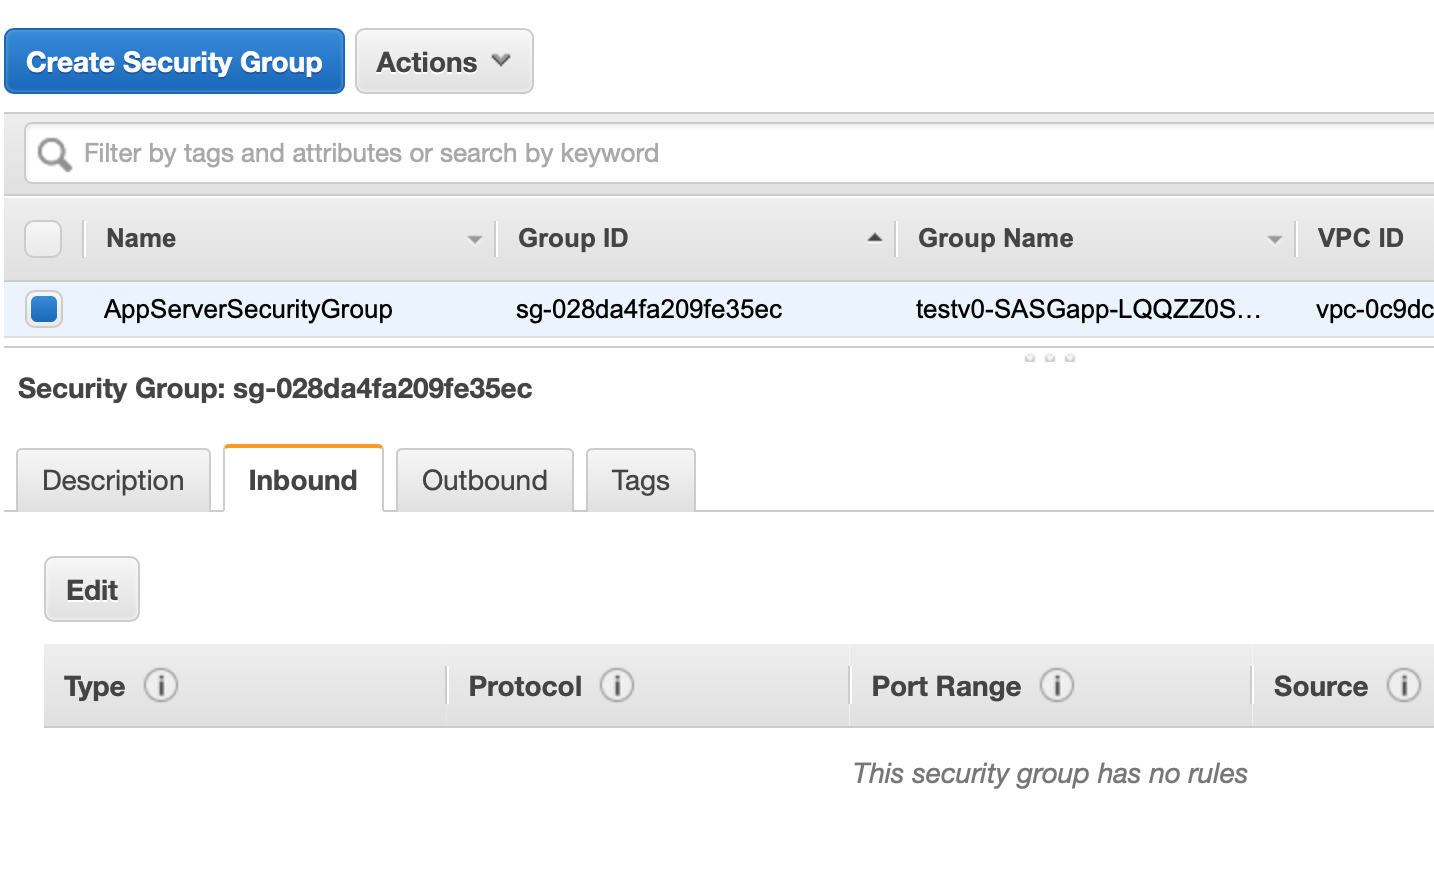 Create Security Group Actions
Filter by tags and attributes or search by keyword
Name Group ID Group Name VPC ID
AppServerSecurityGroup sg-028da4fa209fe35ec testv0-SASGapp-LQQZZ0S... vpc-0c9dc
Security Group: sg-028da4fa209fe35ec
Description Inbound Outbound Tags
Edit
Type i Protocol i Port Range i Source i
This security group has no rules